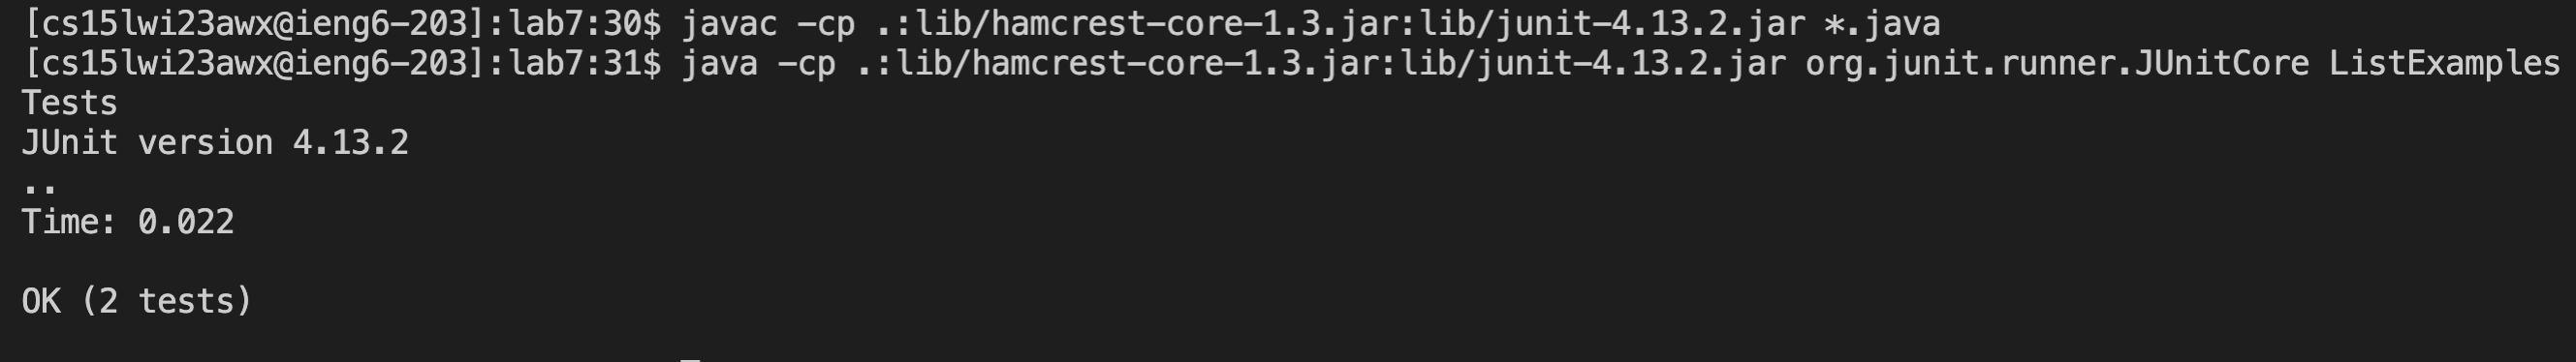 [cs15lwi23awx@ieng6-203]:lab7:30$ javac -cp .:lib/hamcrest-core-1.3.jar:lib/junit-4.13.2.jar *.java
[cs15lwi23awx@ieng6-203]:lab7:31$ java -cp .:lib/hamcrest-core-1.3.jar:lib/junit-4.13.2.jar org.junit.runner.JUnitCore ListExamples
Tests
JUnit version 4.13.2
..
Time: 0.022
OK (2 tests)